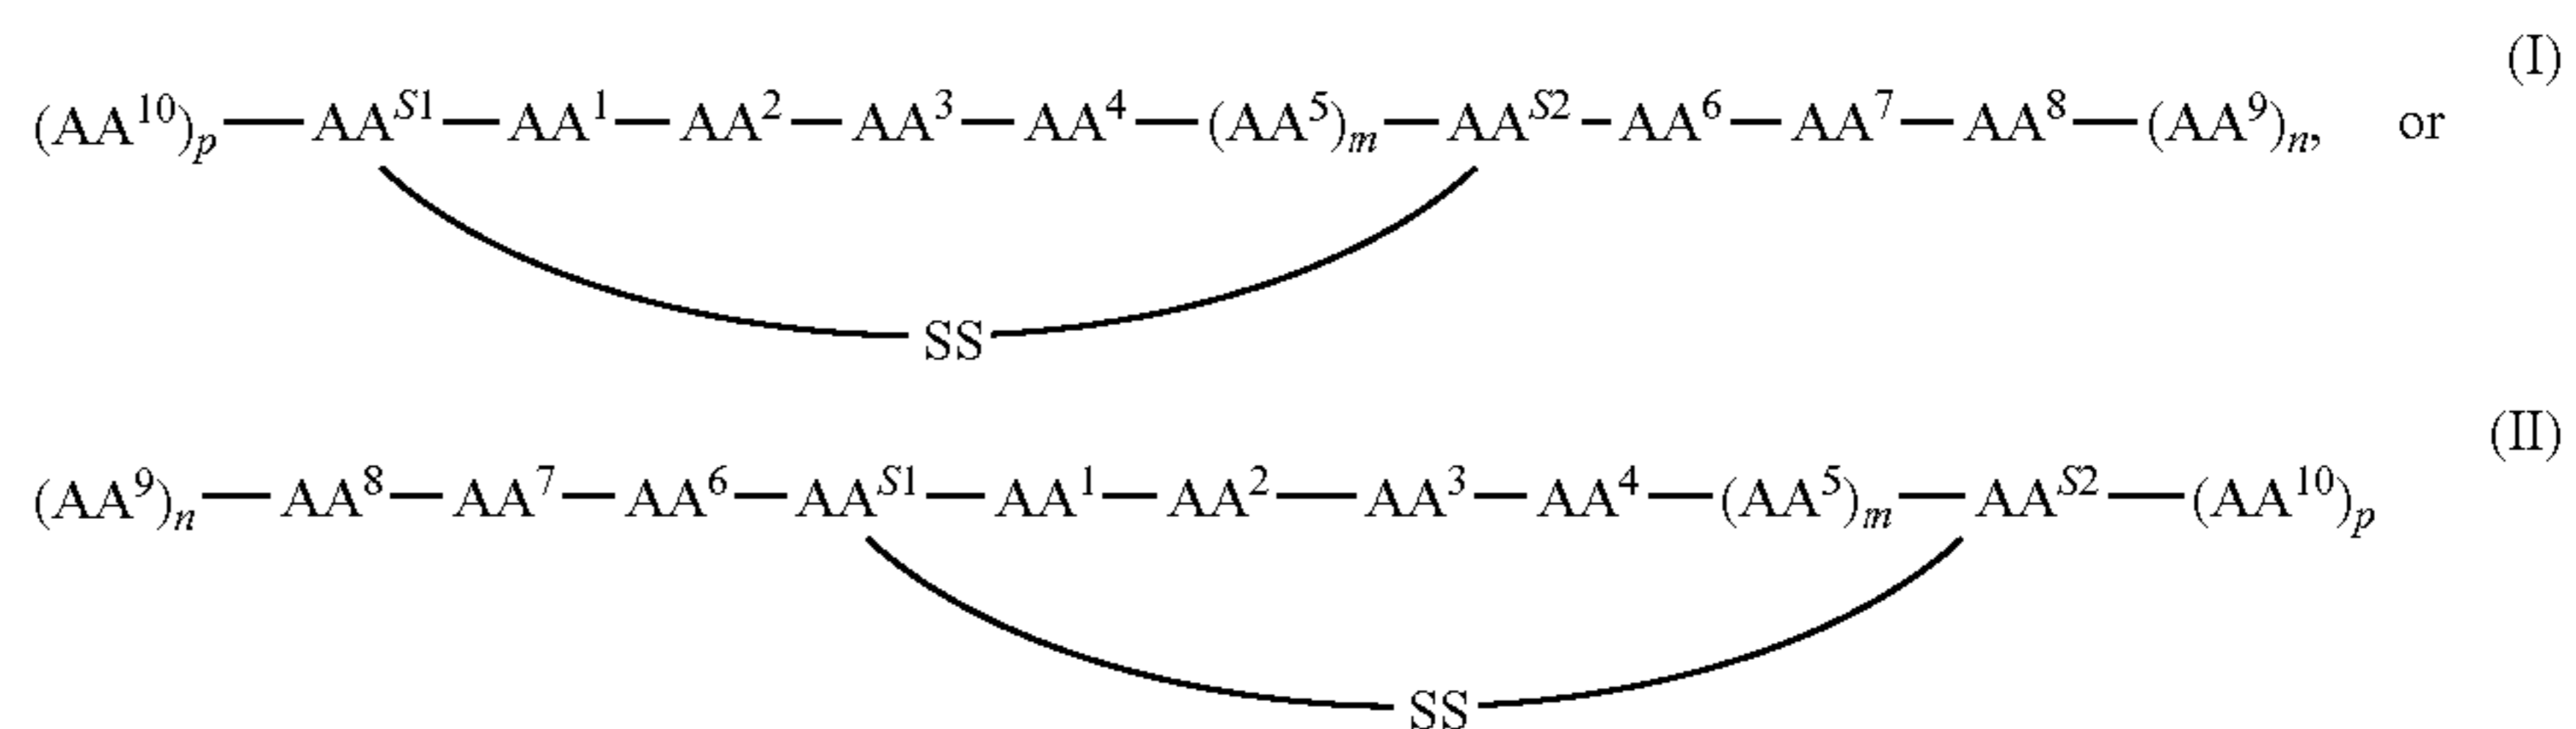 (I)
(AA¹⁰)ₚ — AAˢ¹ — AA¹ — AA² — AA³ — AA⁴ — (AA⁵)ₘ — AAˢ² — AA⁶ — AA⁷ — AA⁸ — (AA⁹)ₙ, or
SS
(II)
(AA⁹)ₙ — AA⁸ — AA⁷ — AA⁶ — AAˢ¹ — AA¹ — AA² — AA³ — AA⁴ — (AA⁵)ₘ — AAˢ² — (AA¹⁰)ₚ
SS